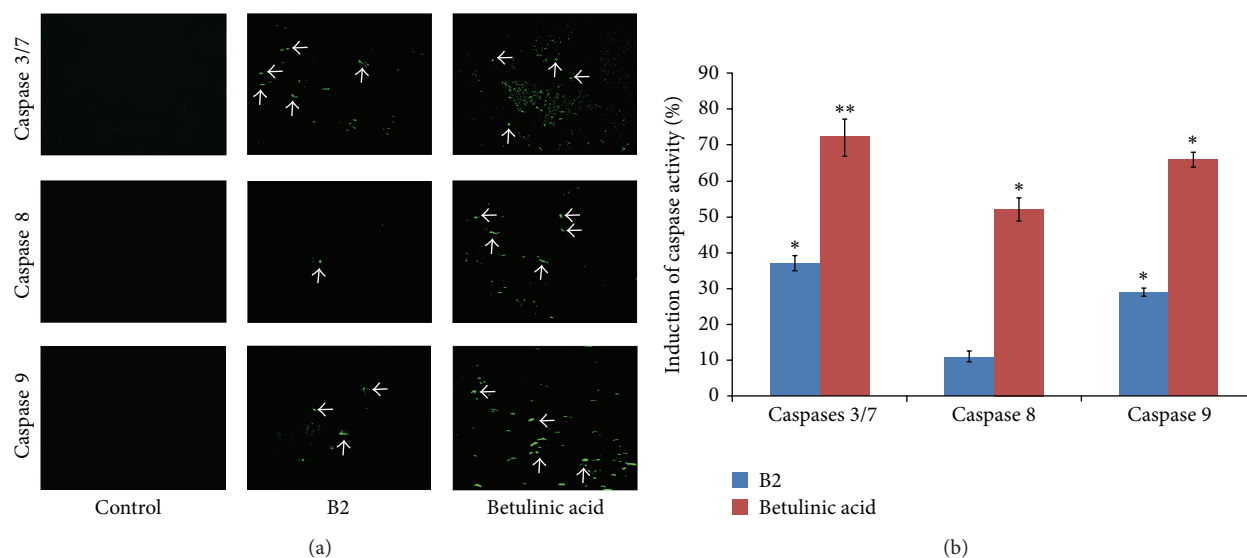 Caspase 3/7
Caspase 8
Caspase 9
Control
B2
Betulinic acid
(a)
Induction of caspase activity (%)
90
80
70
60
50
40
30
20
10
0
*
**
*
*
*
Caspases 3/7
Caspase 8
Caspase 9
B2
Betulinic acid
(b)